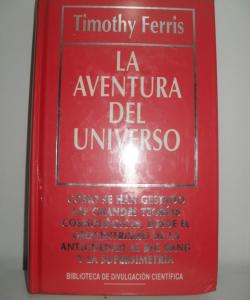 Timothy Ferris
LA
AVENTURA
DEL
UNIVERSO
CÓMO SE HAN GESTADO
LAS GRANDES TEORÍAS
COSMOLÓGICAS, DESDE EL
GEOCENTRISMO DE LA
ANTIGÜEDAD AL BIG BANG
Y LA SUPERSIMETRÍA
BIBLIOTECA DE DIVULGACIÓN CIENTÍFICA